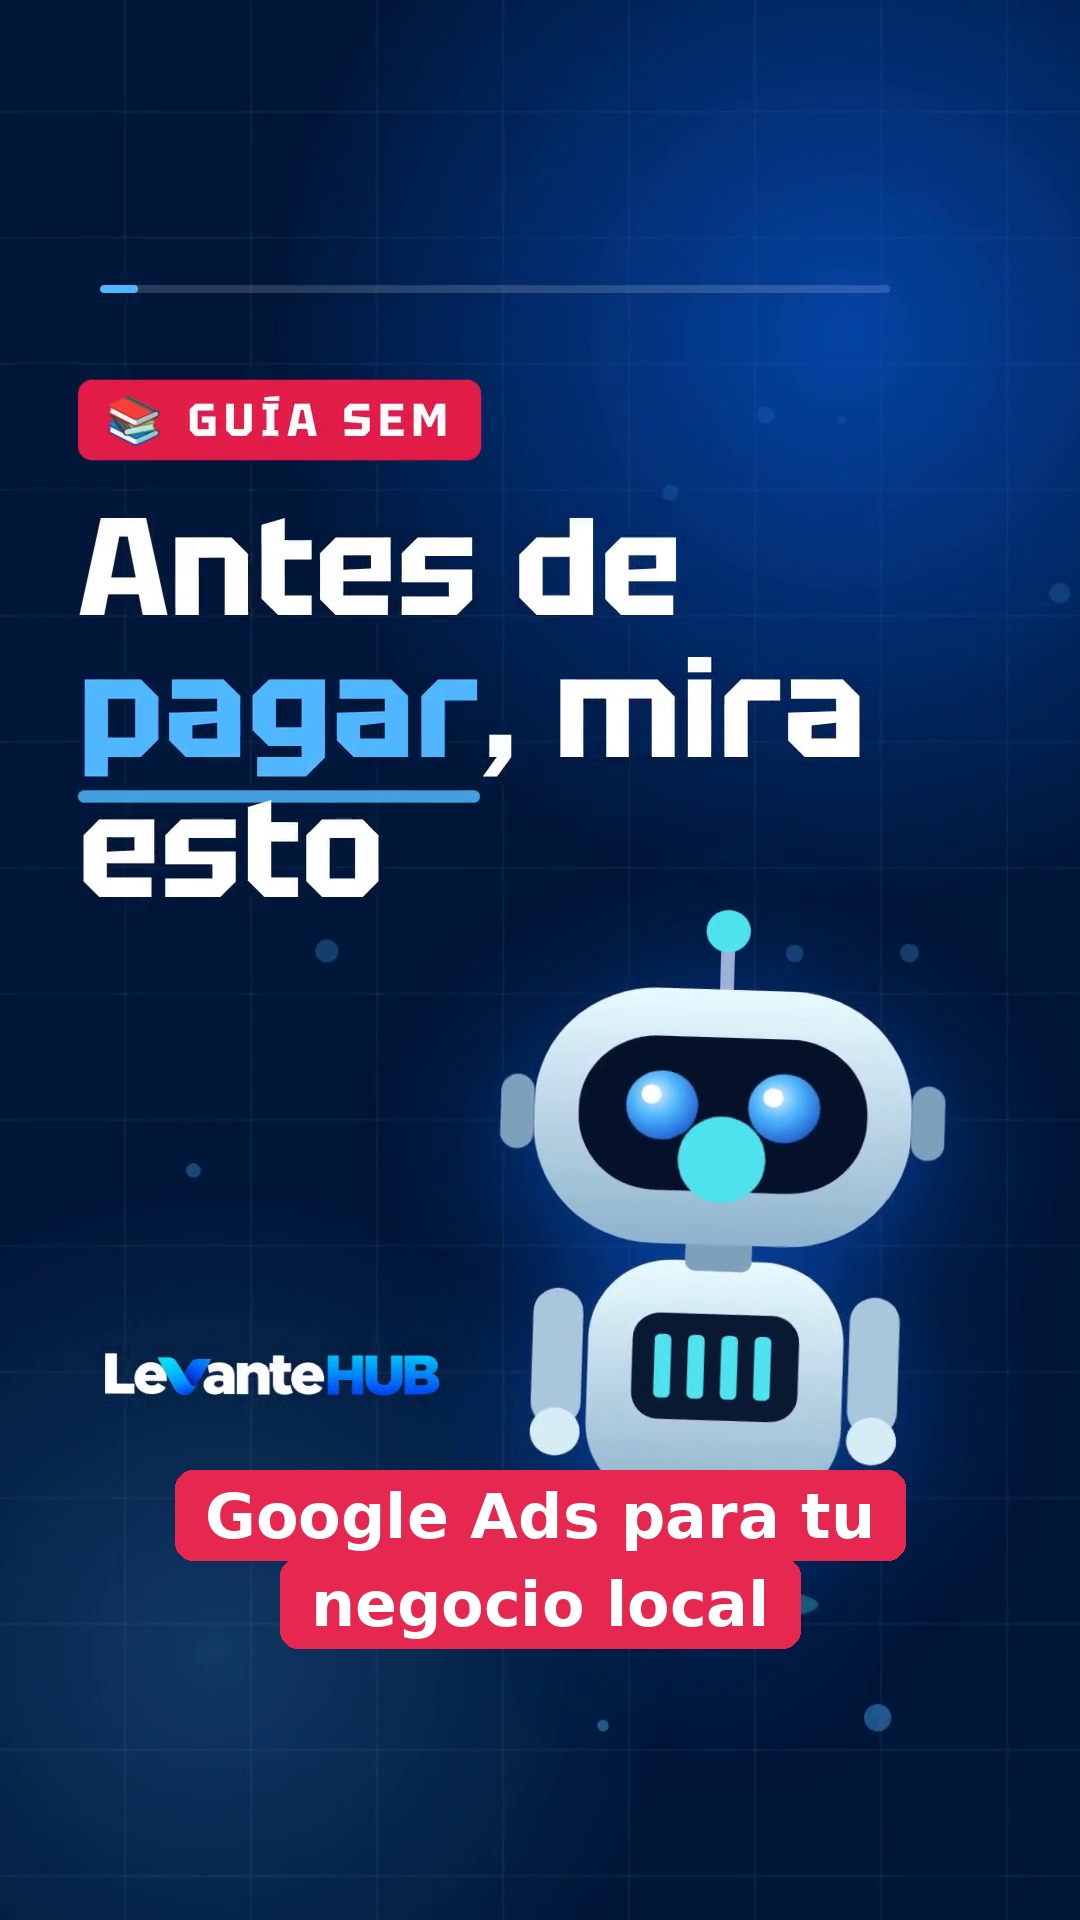 📚 GUÍA SEM
Antes de
pagar, mira
esto
LevanteHUB
Google Ads para tu
negocio local